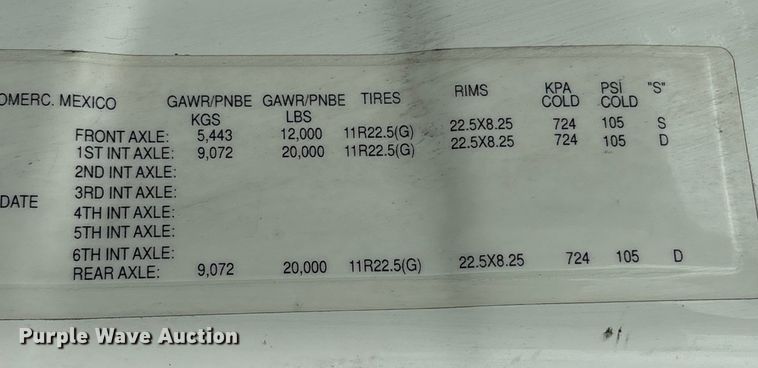 OMERC. MEXICO GAWR/PNBE GAWR/PNBE TIRES RIMS KPA PSI "S"
KGS LBS COLD COLD
FRONT AXLE: 5,443 12,000 11R22.5(G) 22.5X8.25 724 105 S
1ST INT AXLE: 9,072 20,000 11R22.5(G) 22.5X8.25 724 105 D
2ND INT AXLE:
3RD INT AXLE:
DATE 4TH INT AXLE:
5TH INT AXLE:
6TH INT AXLE:
REAR AXLE: 9,072 20,000 11R22.5(G) 22.5X8.25 724 105 D
Purple Wave Auction